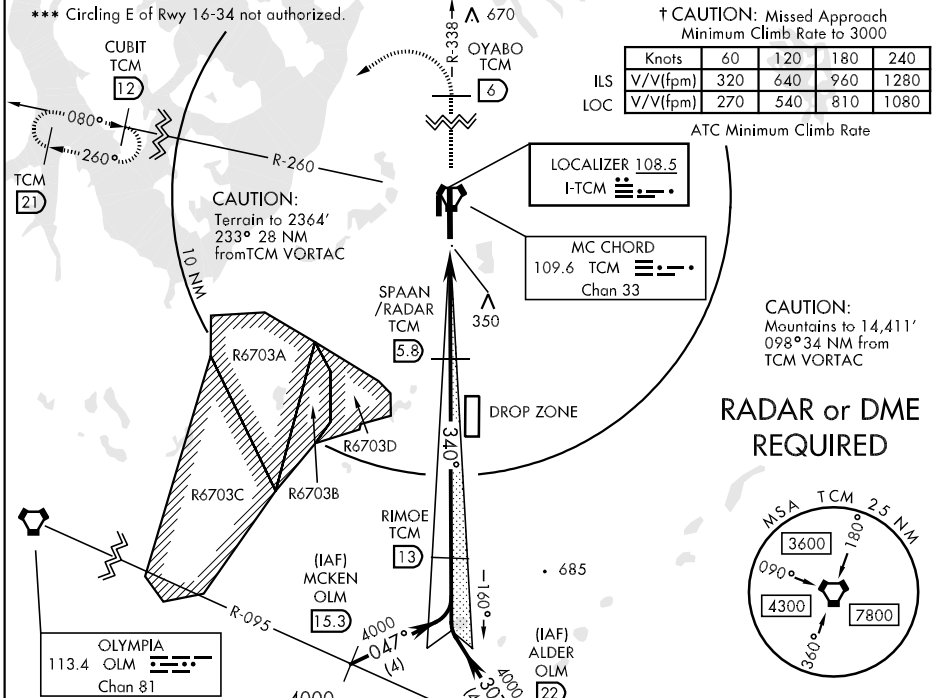 *** Circling E of Rwy 16-34 not authorized.
† CAUTION: Missed Approach
Minimum Climb Rate to 3000
Knots 60 120 180 240
ILS V/V(fpm) 320 640 960 1280
LOC V/V(fpm) 270 540 810 1080
ATC Minimum Climb Rate
CUBIT
TCM
12
R-338
670
OYABO
TCM
6
080°
260°
R-260
TCM
21
CAUTION:
Terrain to 2364'
233° 28 NM
fromTCM VORTAC
10 NM
LOCALIZER 108.5
I-TCM
MC CHORD
109.6 TCM
Chan 33
SPAAN
/RADAR
TCM
5.8
350
CAUTION:
Mountains to 14,411'
098° 34 NM from
TCM VORTAC
R6703A
R6703D
R6703B
R6703C
DROP ZONE
340°
RADAR or DME
REQUIRED
RIMOE
TCM
13
685
160°
(IAF)
MCKEN
OLM
15.3
R-095
4000
047°
(4)
(IAF)
ALDER
OLM
22
4000
307
4000
OLYMPIA
113.4 OLM
Chan 81
MSA TCM 25 NM
3600
180°
090°
4300
7800
360°